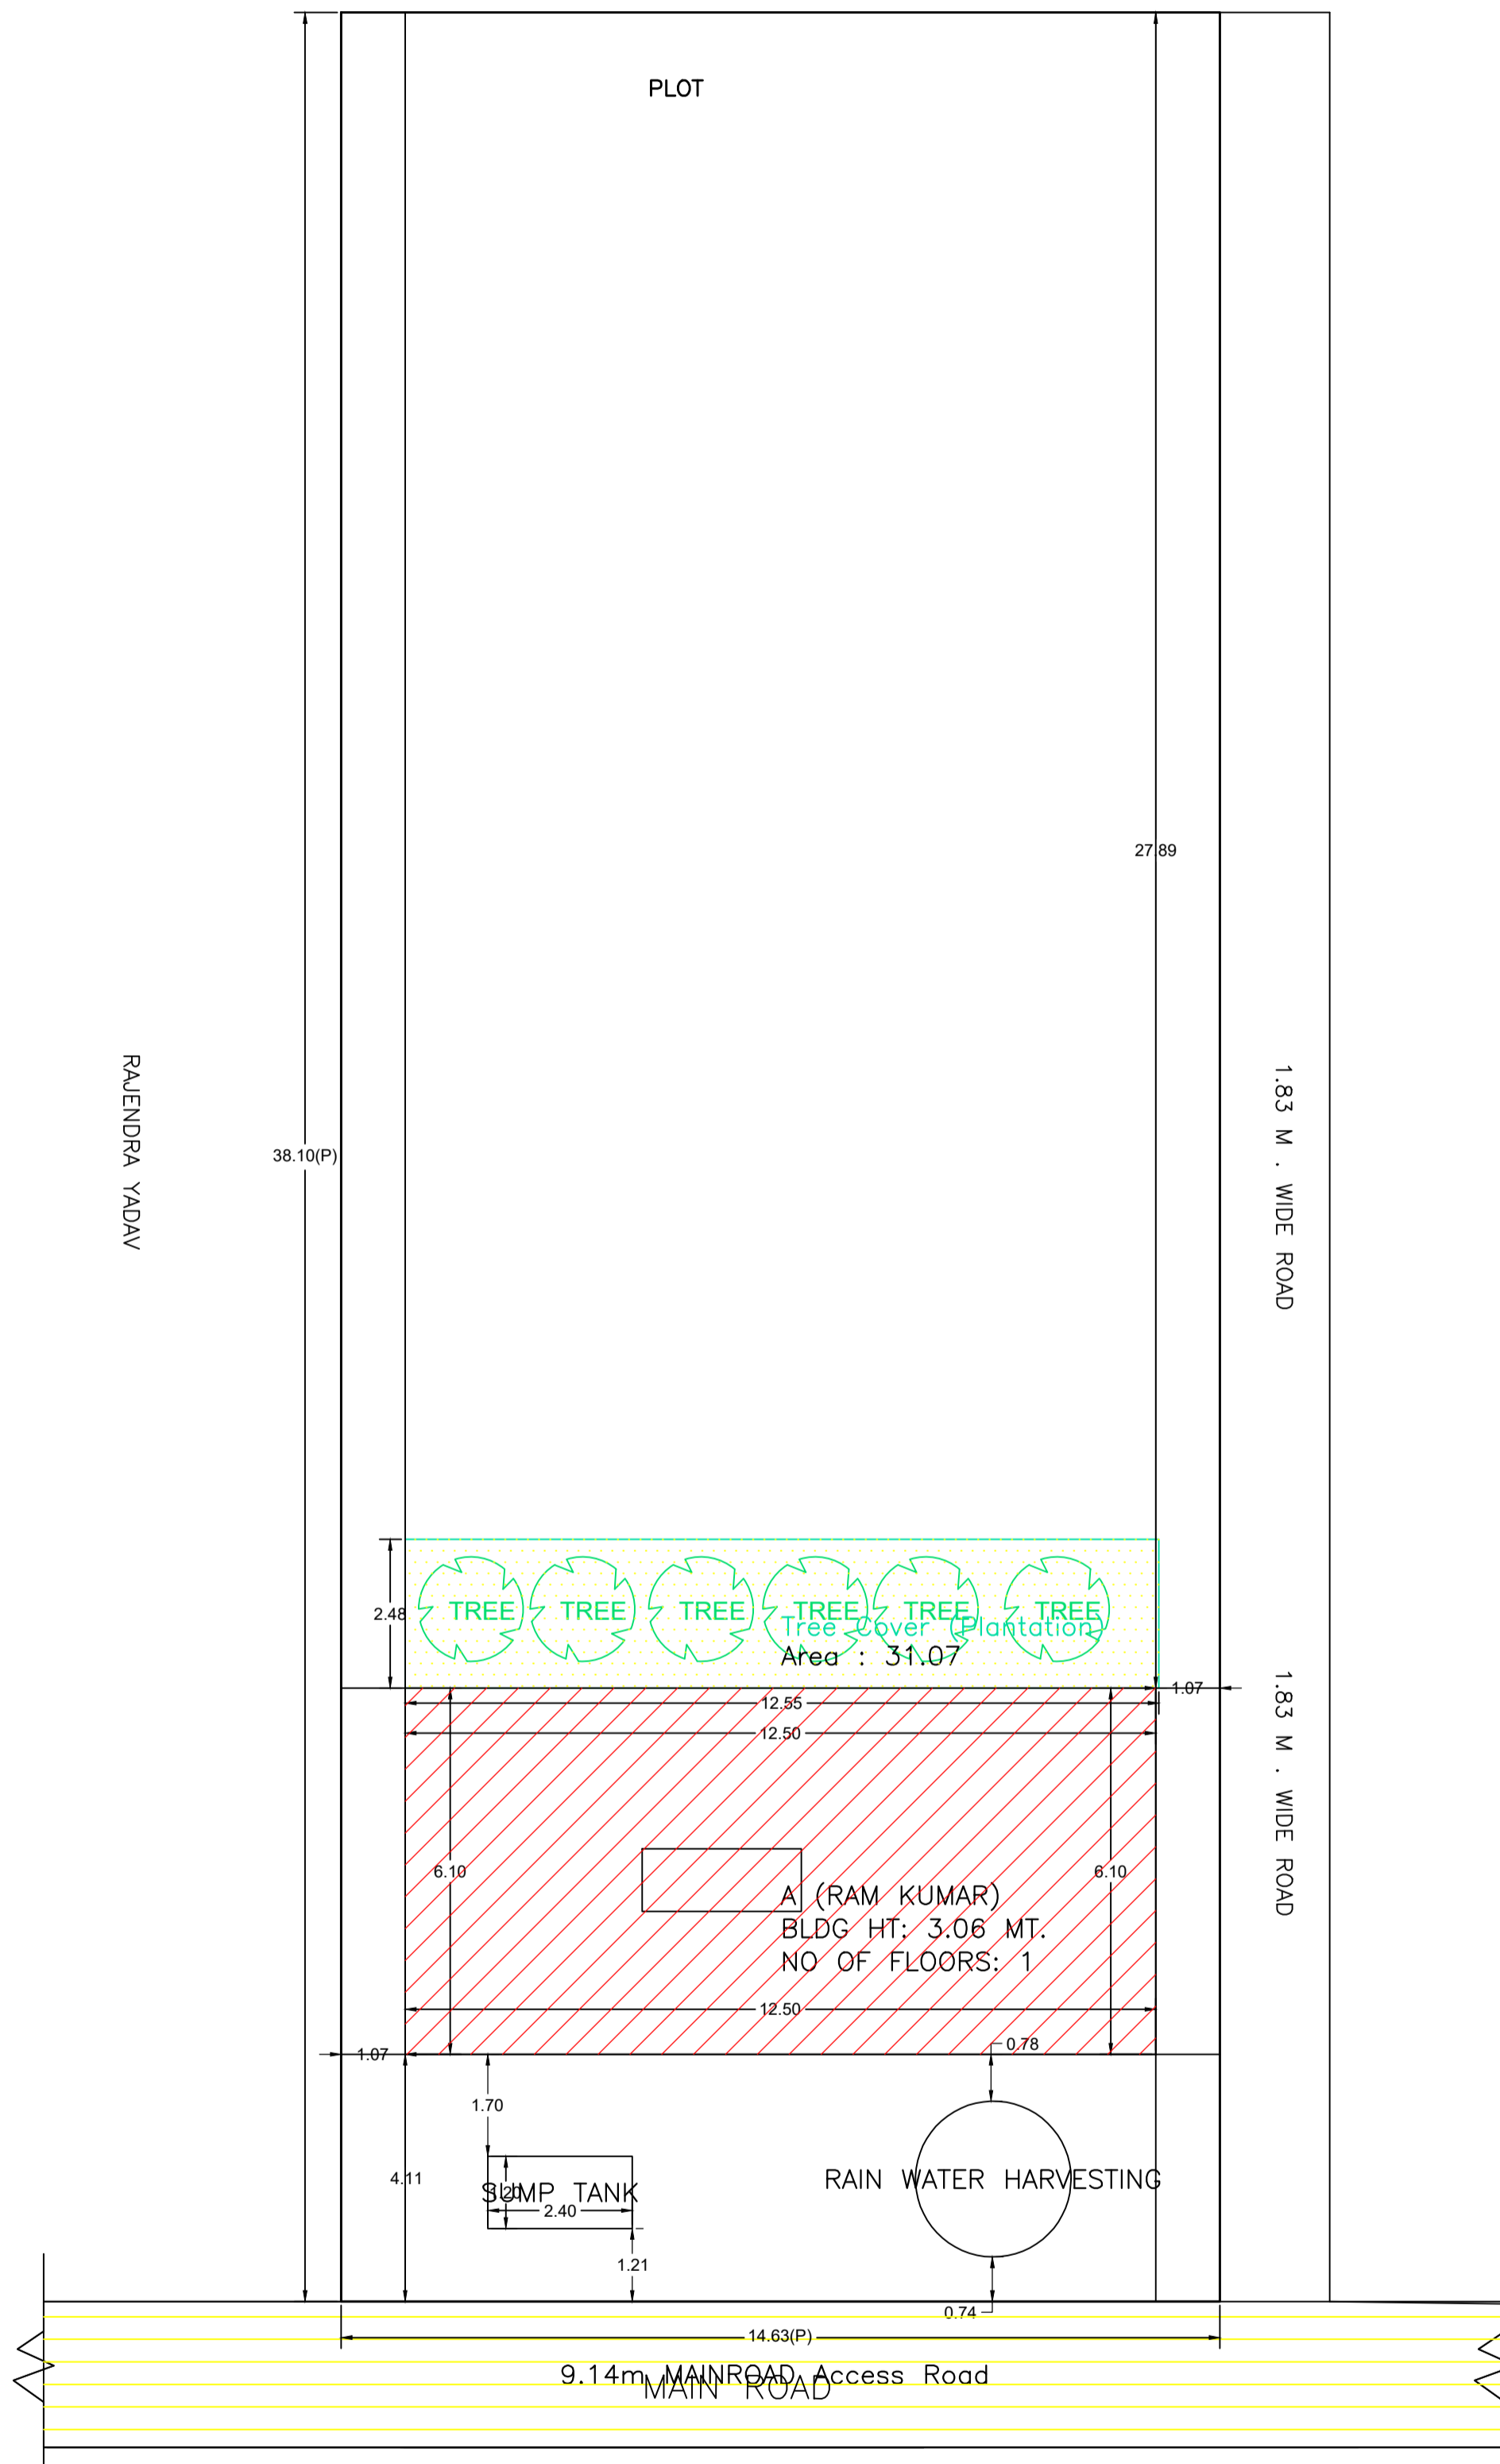 PLOT
27.89
RAJENDRA YADAV
38.10(P)
1.83 M . WIDE ROAD
TREE TREE TREE TREE TREE TREE
2.48
Tree Cover (Plantation)
Area : 31.07
1.07
12.55
12.50
1.83 M . WIDE ROAD
6.10
6.10
A (RAM KUMAR)
BLDG HT: 3.06 MT.
NO OF FLOORS: 1
12.50
1.07
0.78
1.70
4.11
SUMP TANK
1.20
2.40
RAIN WATER HARVESTING
1.21
0.74
14.63(P)
9.14m MAINROAD Access Road
MAIN ROAD